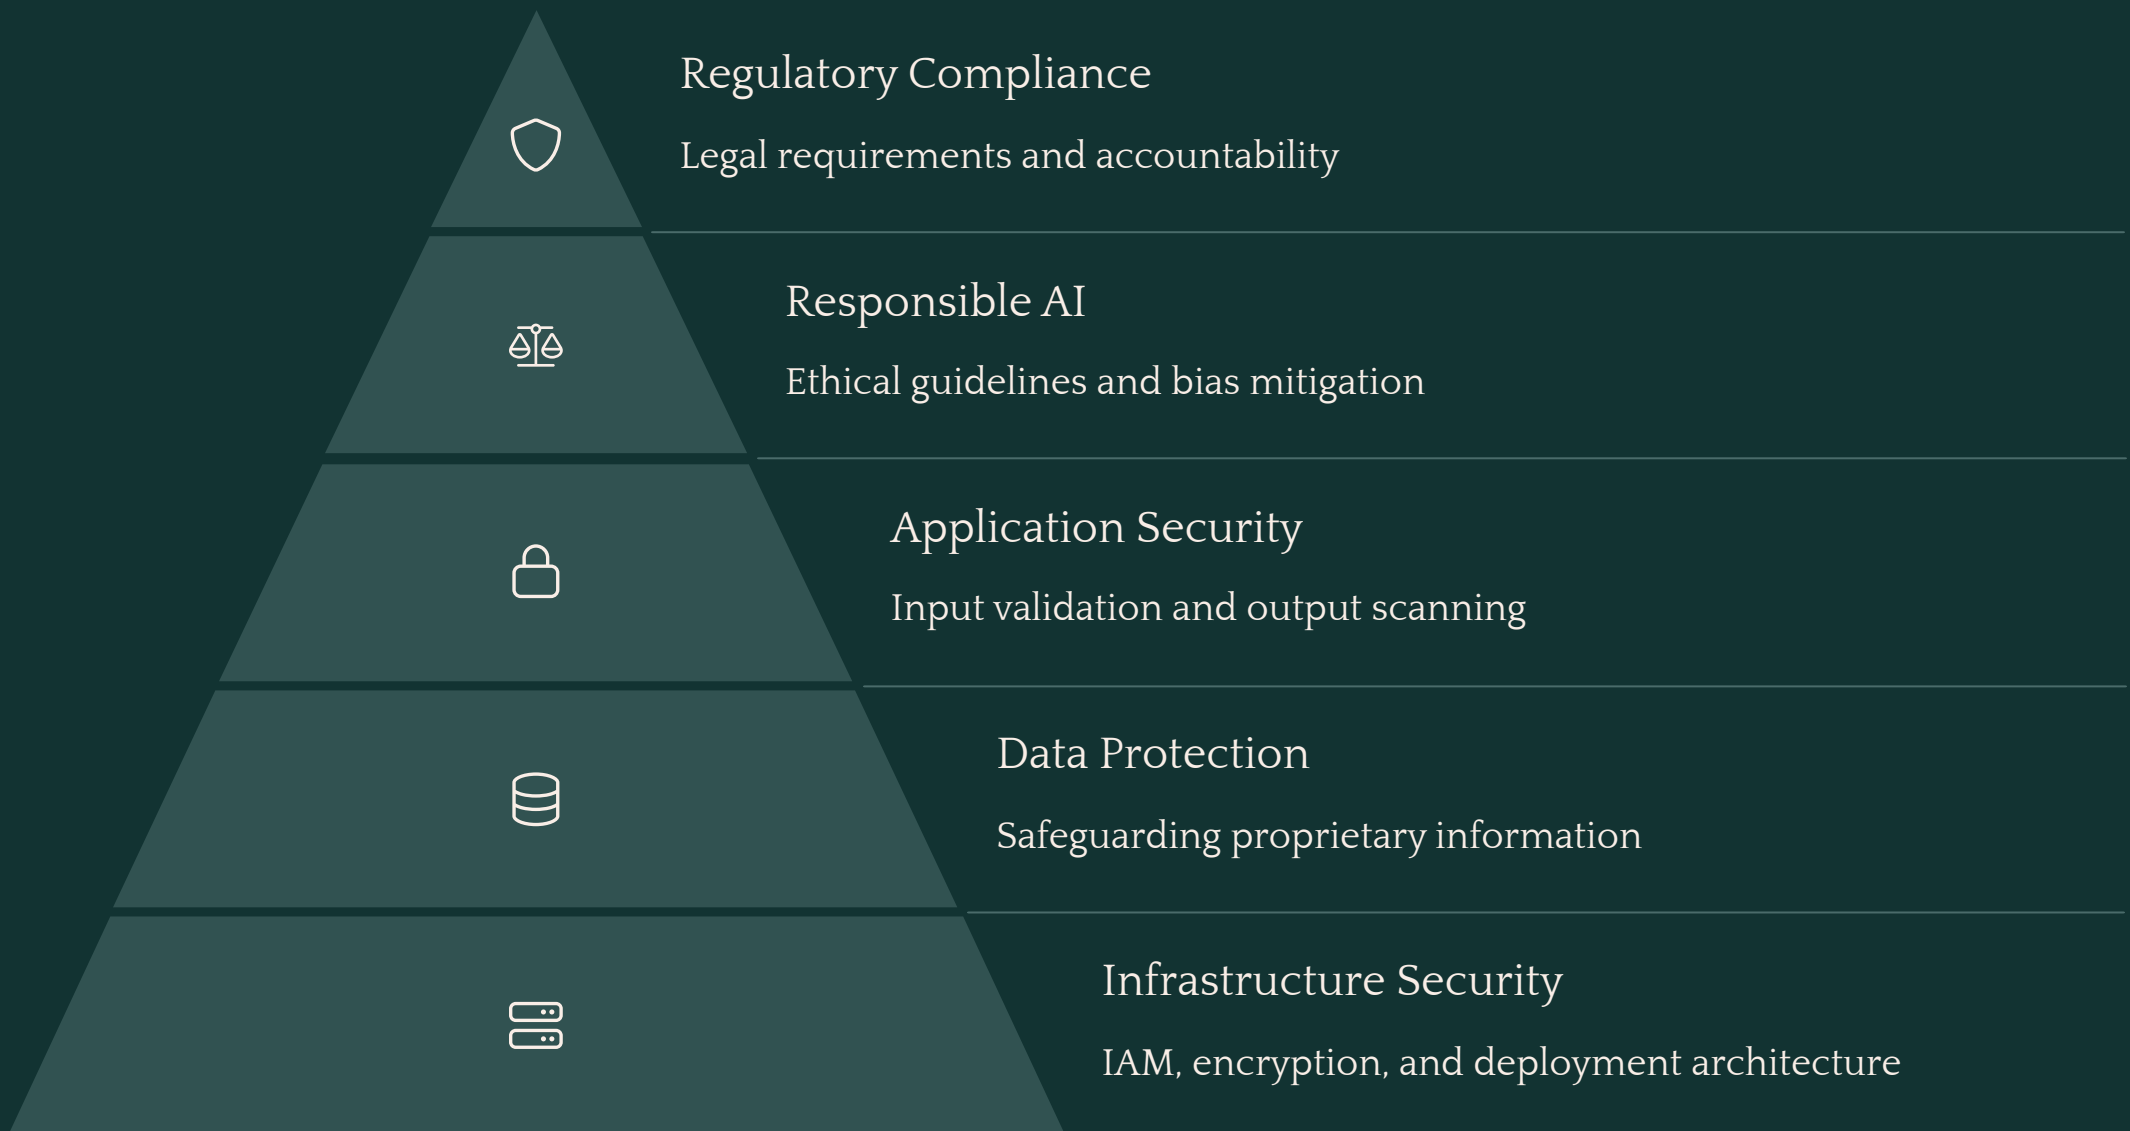 Regulatory Compliance
Legal requirements and accountability
Responsible AI
Ethical guidelines and bias mitigation
Application Security
Input validation and output scanning
Data Protection
Safeguarding proprietary information
Infrastructure Security
IAM, encryption, and deployment architecture